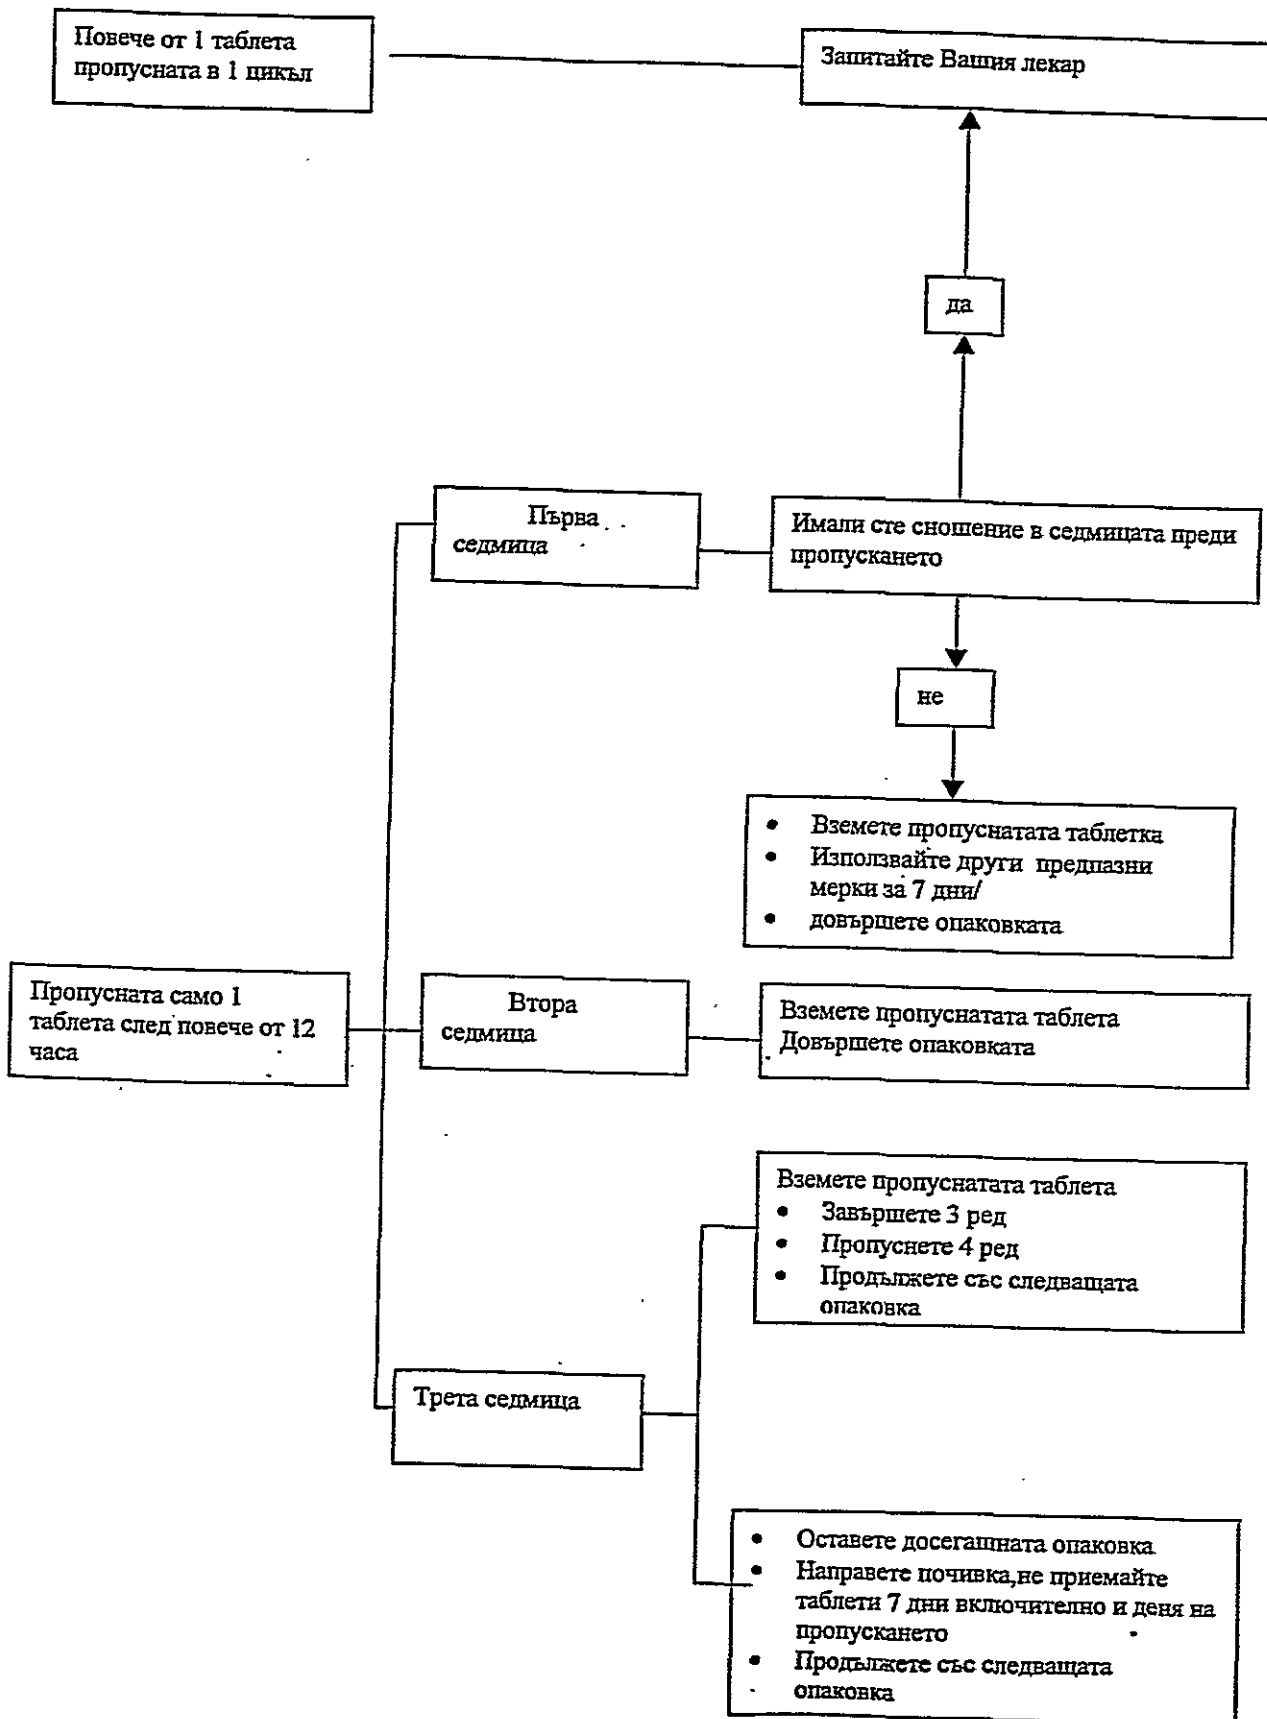 Повече от 1 таблета
пропусната в 1 цикъл
Запитайте Вашия лекар
да
Първа
седмица
Имали сте сношение в седмицата преди
пропускането
не
• Вземете пропуснатата таблетка
• Използвайте други предпазни
мерки за 7 дни/
• довършете опаковката
Пропусната само 1
таблета след повече от 12
часа
Втора
седмица
Вземете пропуснатата таблета
Довършете опаковката
Вземете пропуснатата таблета
• Завършете 3 ред
• Пропуснете 4 ред
• Продължете със следващата
опаковка
Трета седмица
• Оставете досегашната опаковка
• Направете почивка,не приемайте
таблети 7 дни включително и деня на
пропускането
• Продължете със следващата
опаковка